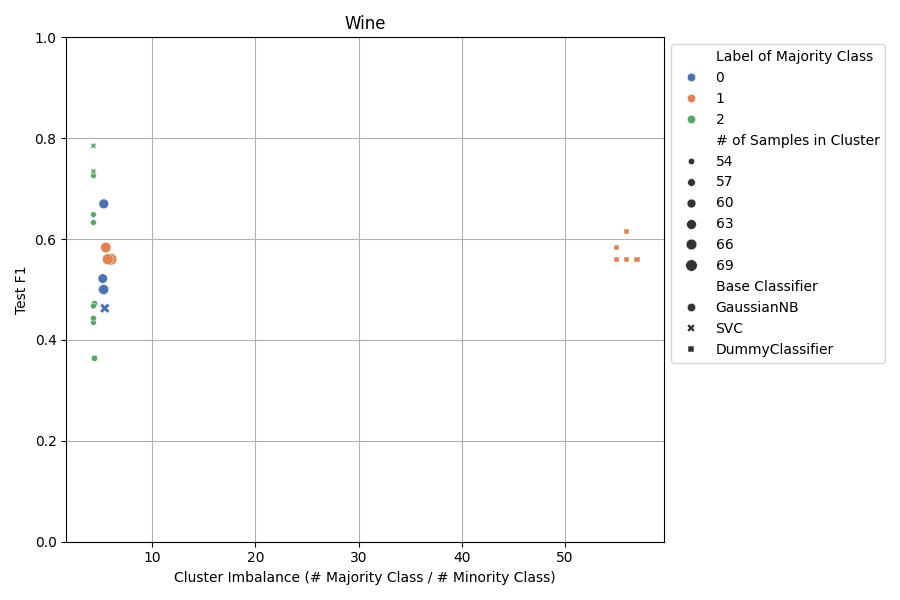 Wine
1.0
0.8
0.6
0.4
0.2
0.0
Test F1
10
20
30
40
50
Cluster Imbalance (# Majority Class / # Minority Class)
Label of Majority Class
0
1
2
# of Samples in Cluster
54
57
60
63
66
69
Base Classifier
GaussianNB
SVC
DummyClassifier